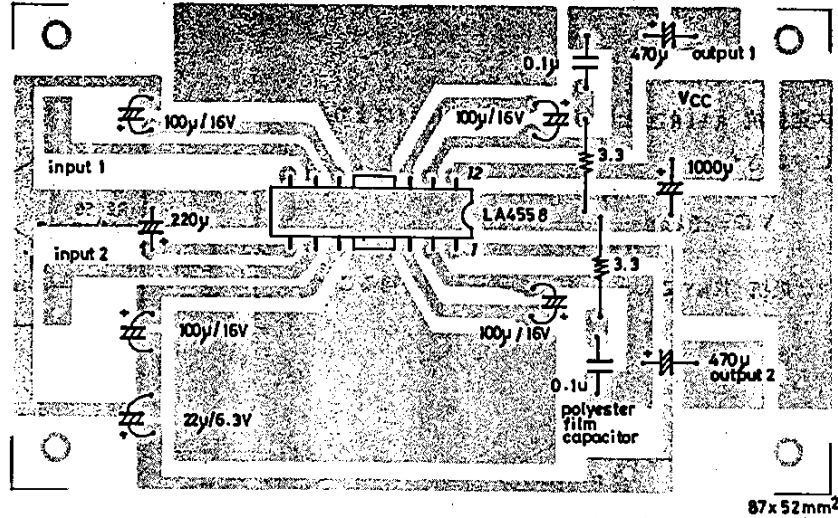 470μ output 1
0.1μ
VCC
100μ/16V
100μ/16V
3.3
input 1
12
1000μ
220μ
LA4558
input 2
1
3.3
100μ/16V
100μ/16V
470μ
output 2
0.1u
polyester
film
capacitor
22μ/6.3V
87x52mm²